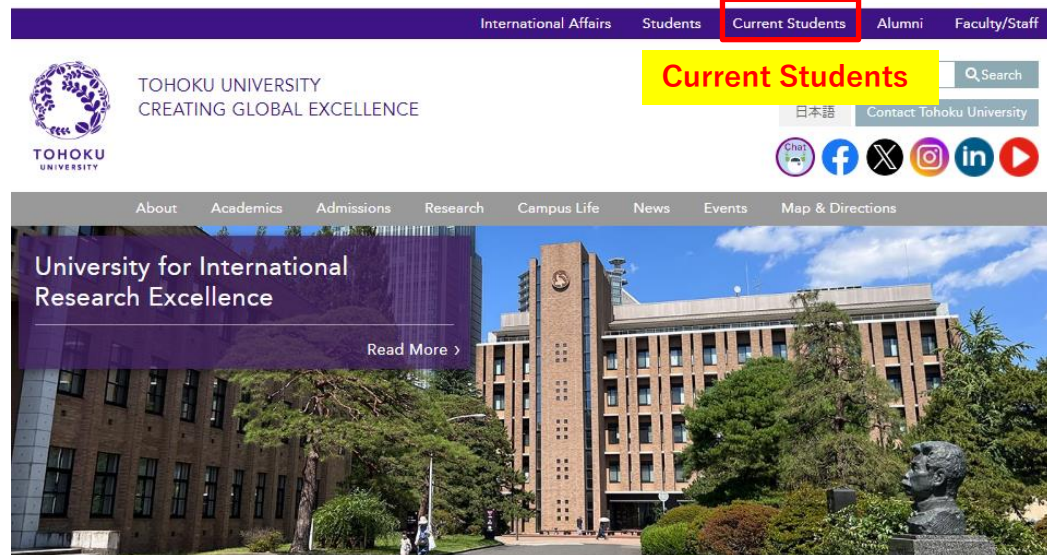 International Affairs Students Current Students Alumni Faculty/Staff
Current Students
Search
TOHOKU UNIVERSITY
CREATING GLOBAL EXCELLENCE
日本語 Contact Tohoku University
TOHOKU
UNIVERSITY
Chat
About Academics Admissions Research Campus Life News Events Map & Directions
University for International
Research Excellence
Read More >